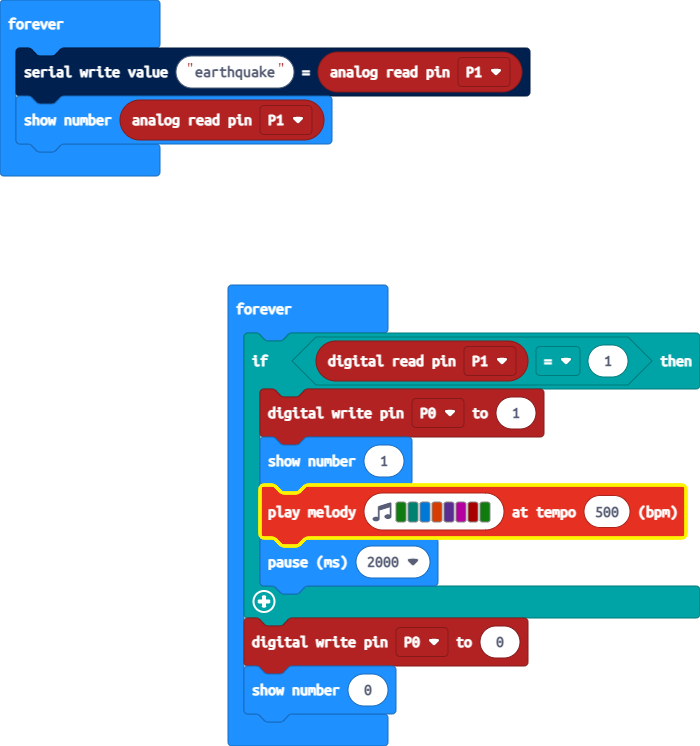 forever
serial write value "earthquake" = analog read pin P1
show number analog read pin P1
forever
if digital read pin P1 = 1 then
digital write pin P0 to 1
show number 1
play melody at tempo 500 (bpm)
pause (ms) 2000
digital write pin P0 to 0
show number 0